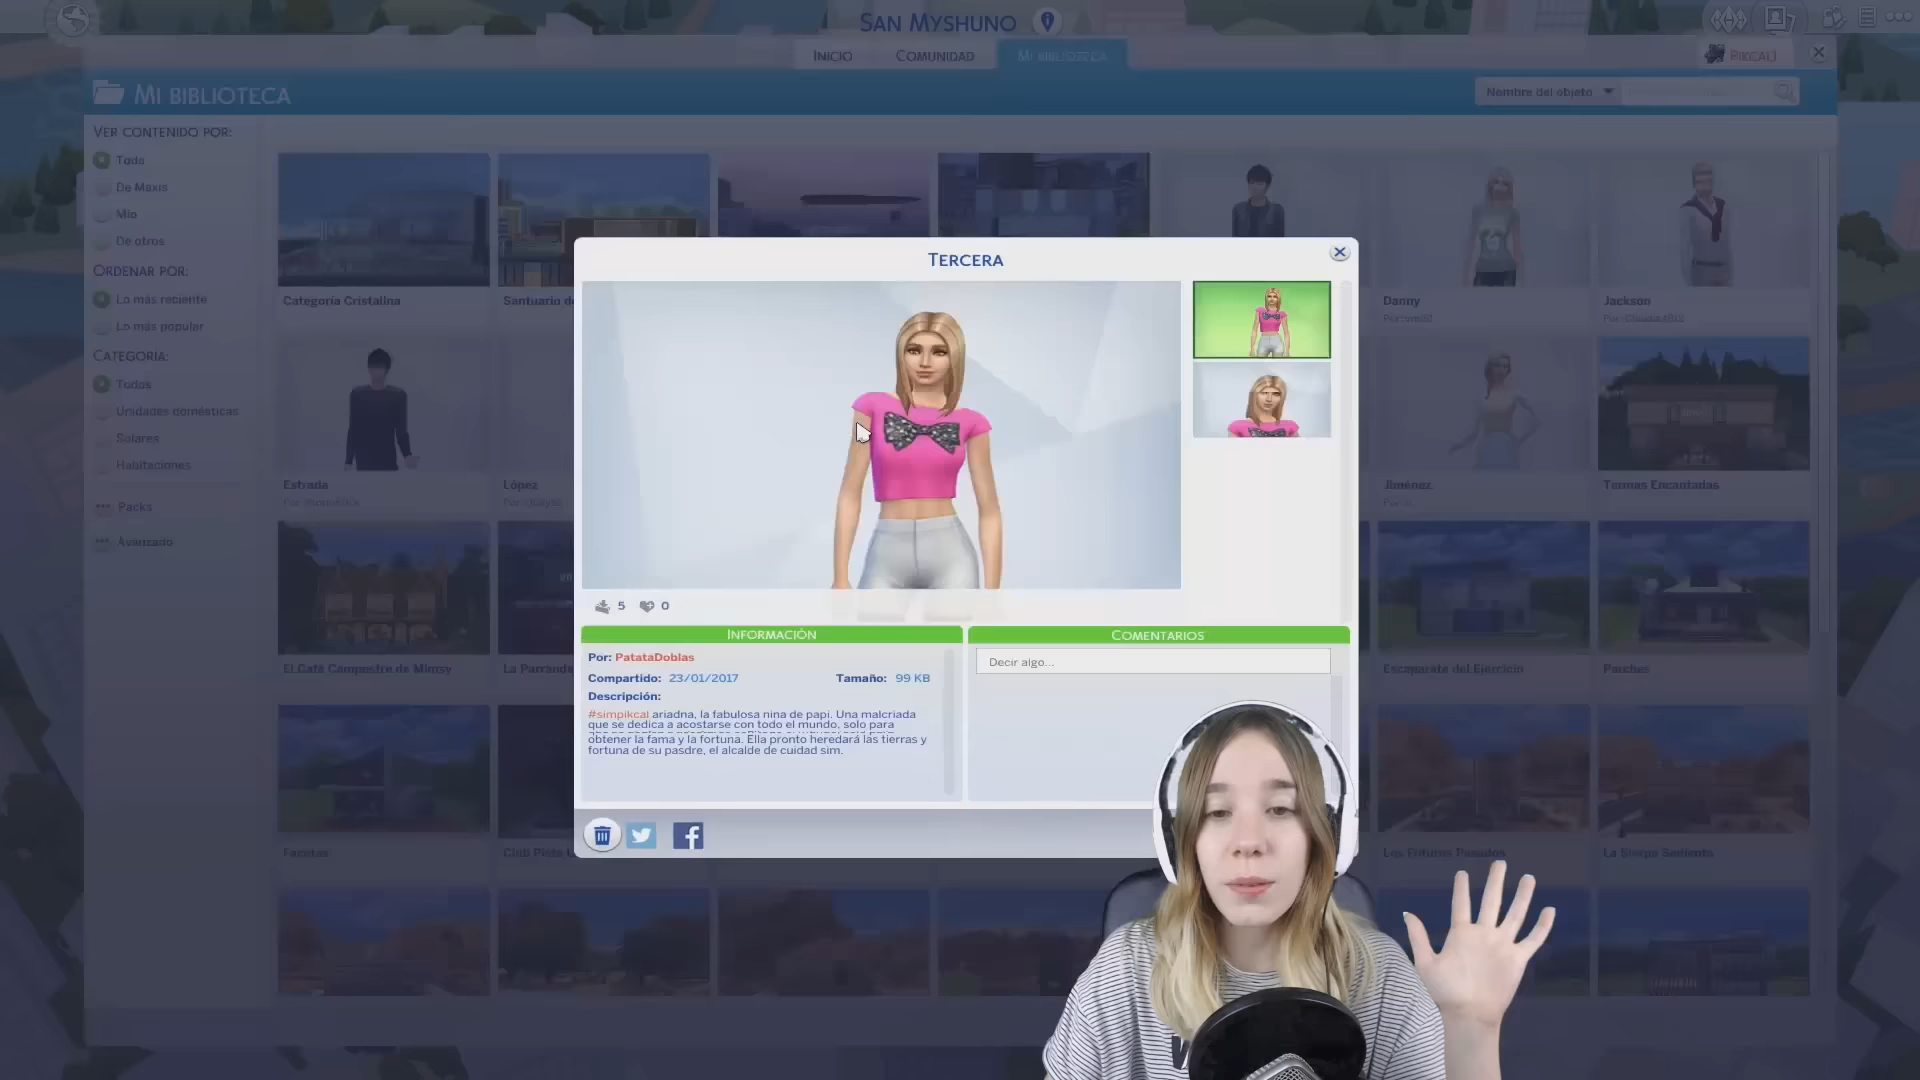 San Myshuno
Inicio
Comunidad
Mi biblioteca
Mi biblioteca
Nombre del objeto
Ver contenido por:
Todo
De Maxis
Mío
De otros
Ordenar por:
Lo más reciente
Lo más popular
Categoría:
Todos
Unidades domésticas
Solares
Habitaciones
Packs
Avanzado
Categoría Cristalina
Danny
Jackson
Estrada
López
Jiménez
Termas Encantadas
El Café Campestre de Mimsy
La Parranda
Escaparate del Ejercicio
Parches
Facetas
Los Futuros Pasados
Tercera
5
0
Información
Por: PatataDoblas
Compartido: 23/01/2017
Tamaño: 99 KB
Descripción:
#simpikcal ariadna, la fabulosa nina de papi. Una malcriada
que se dedica a acostarse con todo el mundo, solo para
obtener la fama y la fortuna. Ella pronto heredará las tierras y
fortuna de su pasdre, el alcalde de cuidad sim.
Comentarios
Decir algo...